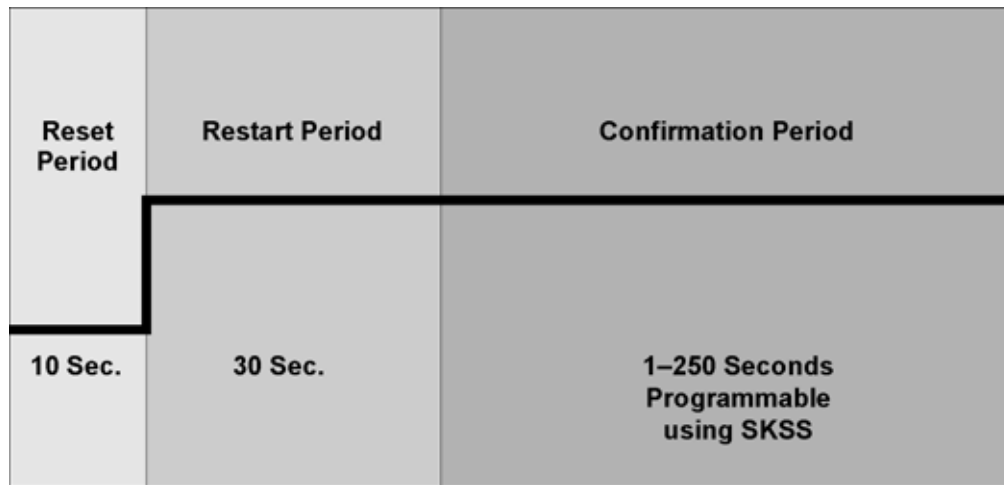 Reset
Period
Restart Period
Confirmation Period
10 Sec.
30 Sec.
1–250 Seconds
Programmable
using SKSS